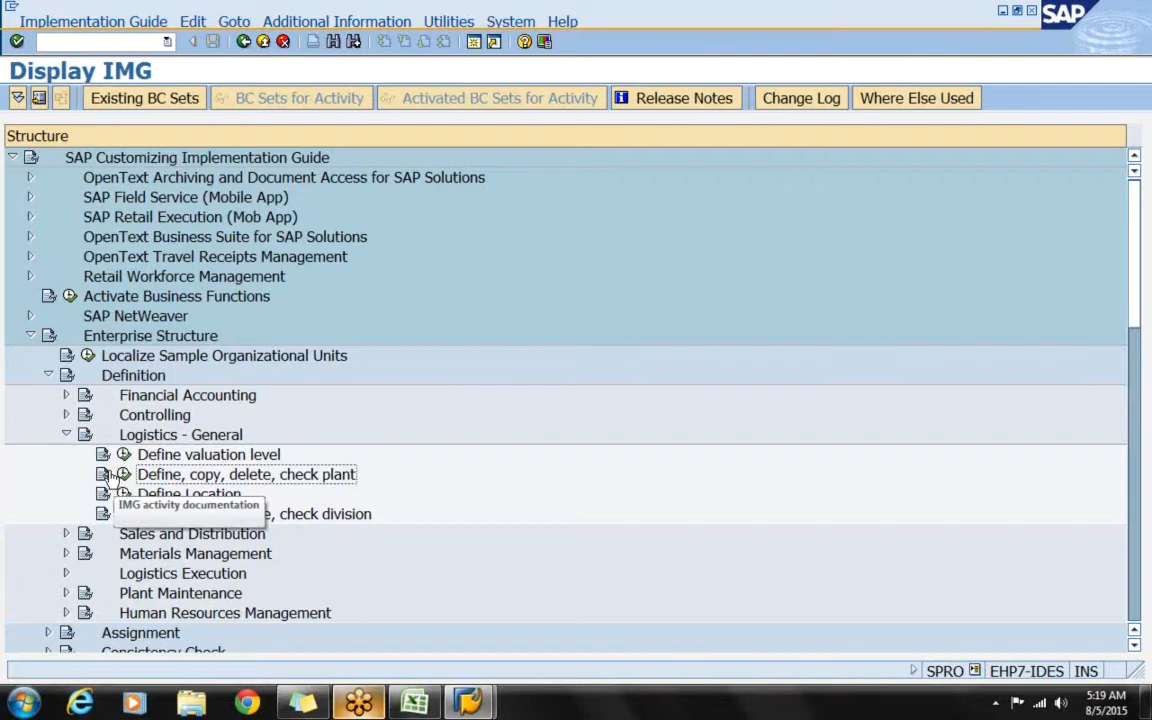 Implementation Guide Edit Goto Additional Information Utilities System Help
SAP
Display IMG
Existing BC Sets BC Sets for Activity Activated BC Sets for Activity Release Notes Change Log Where Else Used
Structure
SAP Customizing Implementation Guide
OpenText Archiving and Document Access for SAP Solutions
SAP Field Service (Mobile App)
SAP Retail Execution (Mob App)
OpenText Business Suite for SAP Solutions
OpenText Travel Receipts Management
Retail Workforce Management
Activate Business Functions
SAP NetWeaver
Enterprise Structure
Localize Sample Organizational Units
Definition
Financial Accounting
Controlling
Logistics - General
Define valuation level
Define, copy, delete, check plant
Define Location
IMG activity documentation
, check division
Sales and Distribution
Materials Management
Logistics Execution
Plant Maintenance
Human Resources Management
Assignment
Consistency Check
SPRO EHP7-IDES INS
5:19 AM
8/5/2015